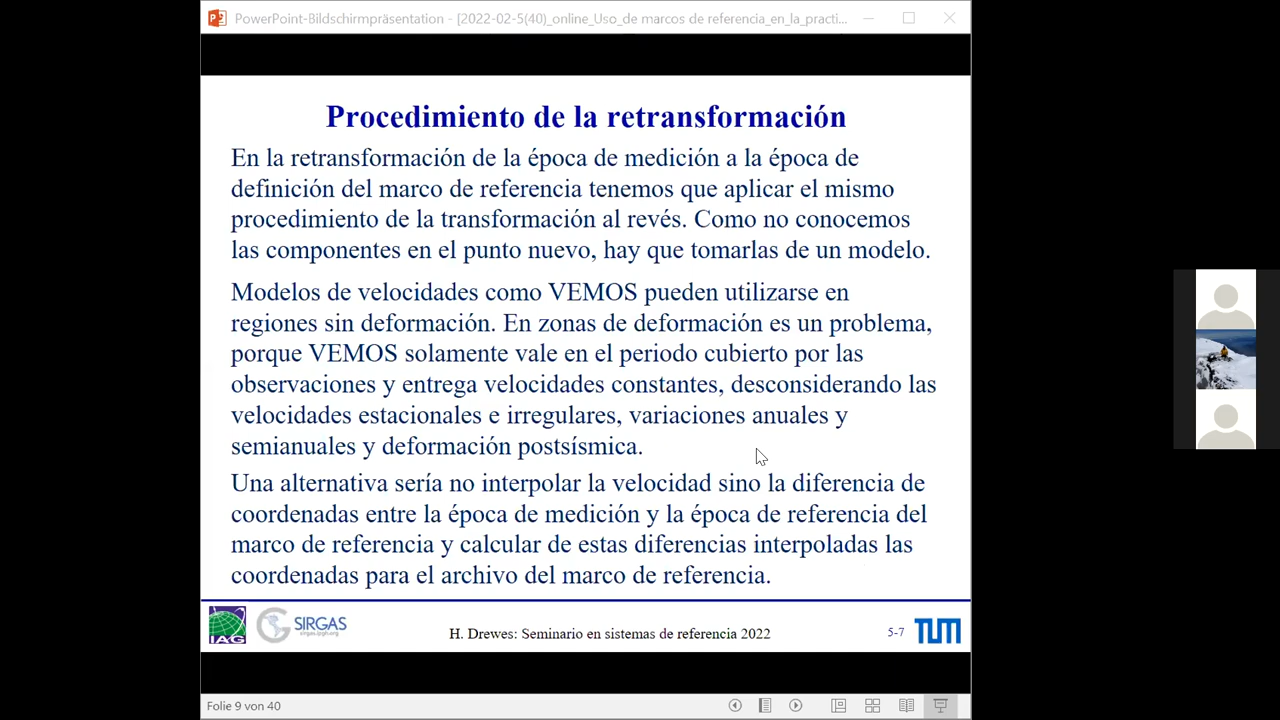 PowerPoint-Bildschirmpräsentation - [2022-02-5(40)_online_Uso_de marcos de referencia_en_la_practi...
Procedimiento de la retransformación
En la retransformación de la época de medición a la época de
definición del marco de referencia tenemos que aplicar el mismo
procedimiento de la transformación al revés. Como no conocemos
las componentes en el punto nuevo, hay que tomarlas de un modelo.
Modelos de velocidades como VEMOS pueden utilizarse en
regiones sin deformación. En zonas de deformación es un problema,
porque VEMOS solamente vale en el periodo cubierto por las
observaciones y entrega velocidades constantes, desconsiderando las
velocidades estacionales e irregulares, variaciones anuales y
semianuales y deformación postsísmica.
Una alternativa sería no interpolar la velocidad sino la diferencia de
coordenadas entre la época de medición y la época de referencia del
marco de referencia y calcular de estas diferencias interpoladas las
coordenadas para el archivo del marco de referencia.
IAG
SIRGAS
sirgas.ipgh.org
H. Drewes: Seminario en sistemas de referencia 2022
5-7
TUM
Folie 9 von 40